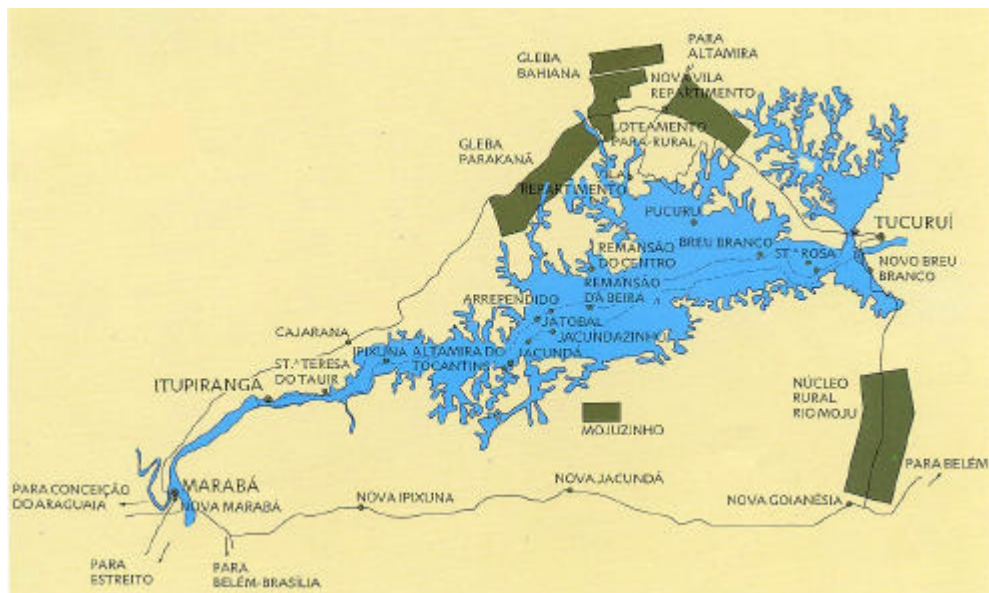 PARA
ALTAMIRA
GLEBA
BAHIANA
NOVA VILA
REPARTIMENTO
LOTEAMENTO
PARA-RURAL
GLEBA
PARAKANÃ
VILA
REPARTIMENTO
PUCURUI
TUCURUÍ
BREU BRANCO
ST.ª ROSA
REMANSÃO
DO CENTRO
NOVO BREU
BRANCO
REMANSÃO
DA BEIRA
ARREPENDIDO
JATOBAL
JACUNDAZINHO
CAJARANA
IPIXUNA
ALTAMIRA DO
TOCANTINS
JACUNDÁ
ST.ª TERESA
DO TAUIR
ITUPIRANGA
NÚCLEO
RURAL
RIO MOJU
MOJUZINHO
PARA BELÉM
MARABÁ
PARA CONCEIÇÃO
DO ARAGUAIA
NOVA MARABÁ
NOVA IPIXUNA
NOVA JACUNDÁ
NOVA GOIANÉSIA
PARA
ESTREITO
PARA
BELÉM-BRASÍLIA